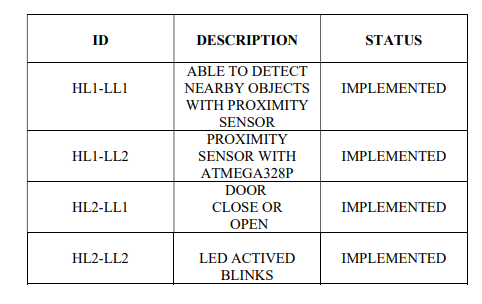 ID DESCRIPTION STATUS
ABLE TO DETECT
HL1-LL1 NEARBY OBJECTS IMPLEMENTED
WITH PROXIMITY
SENSOR
PROXIMITY
HL1-LL2 SENSOR WITH IMPLEMENTED
ATMEGA328P
DOOR
HL2-LL1 CLOSE OR IMPLEMENTED
OPEN
HL2-LL2 LED ACTIVED IMPLEMENTED
BLINKS